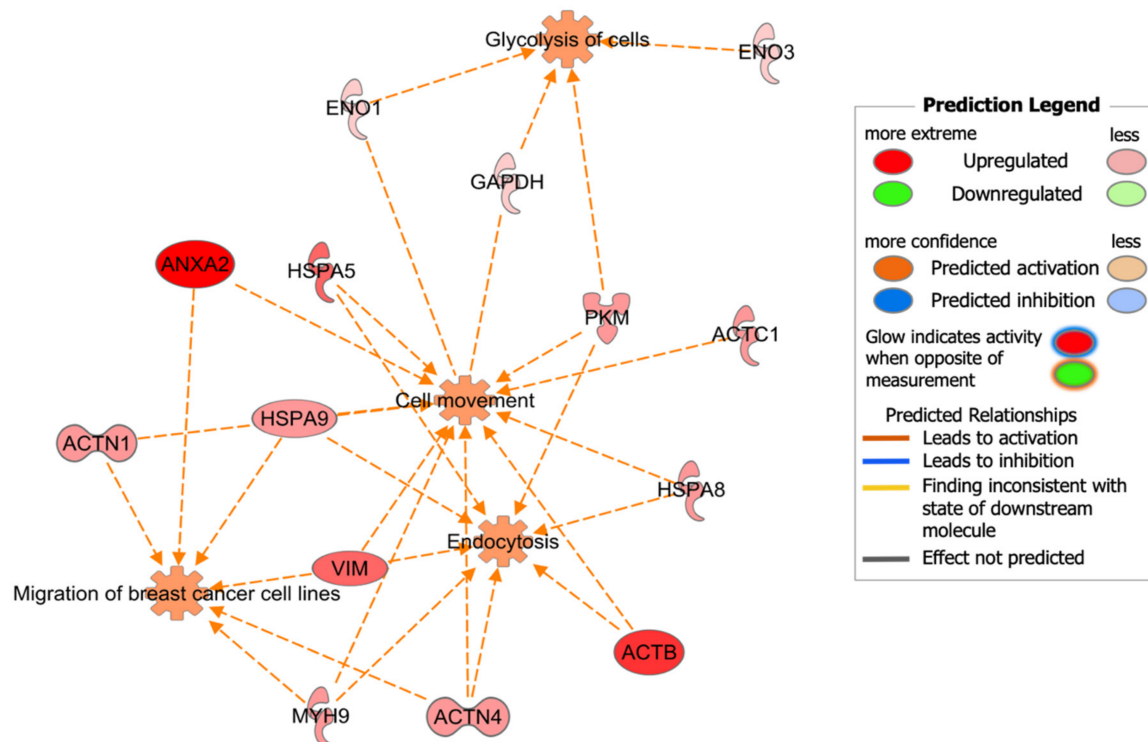 Glycolysis of cells
ENO3
ENO1
GAPDH
ANXA2
HSPA5
PKM
ACTC1
Cell movement
HSPA9
ACTN1
HSPA8
Endocytosis
VIM
Migration of breast cancer cell lines
ACTB
MYH9
ACTN4
Prediction Legend
more extreme less
Upregulated
Downregulated
more confidence less
Predicted activation
Predicted inhibition
Glow indicates activity
when opposite of
measurement
Predicted Relationships
Leads to activation
Leads to inhibition
Finding inconsistent with
state of downstream
molecule
Effect not predicted